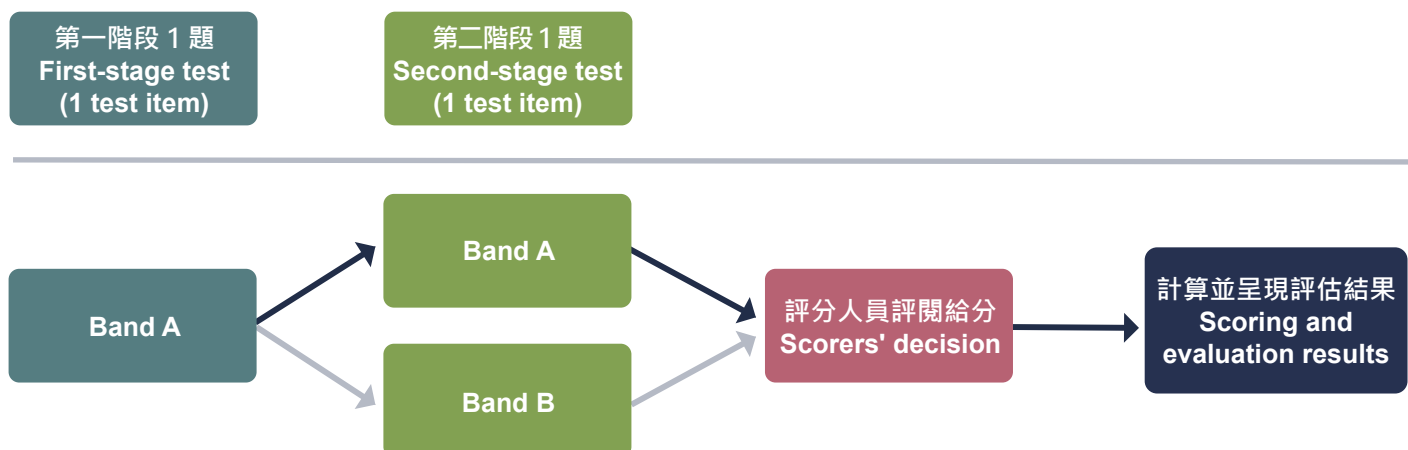 第一階段 1 題
First-stage test
(1 test item)
第二階段 1 題
Second-stage test
(1 test item)
Band A
Band A
Band B
評分人員評閱給分
Scorers' decision
計算並呈現評估結果
Scoring and
evaluation results